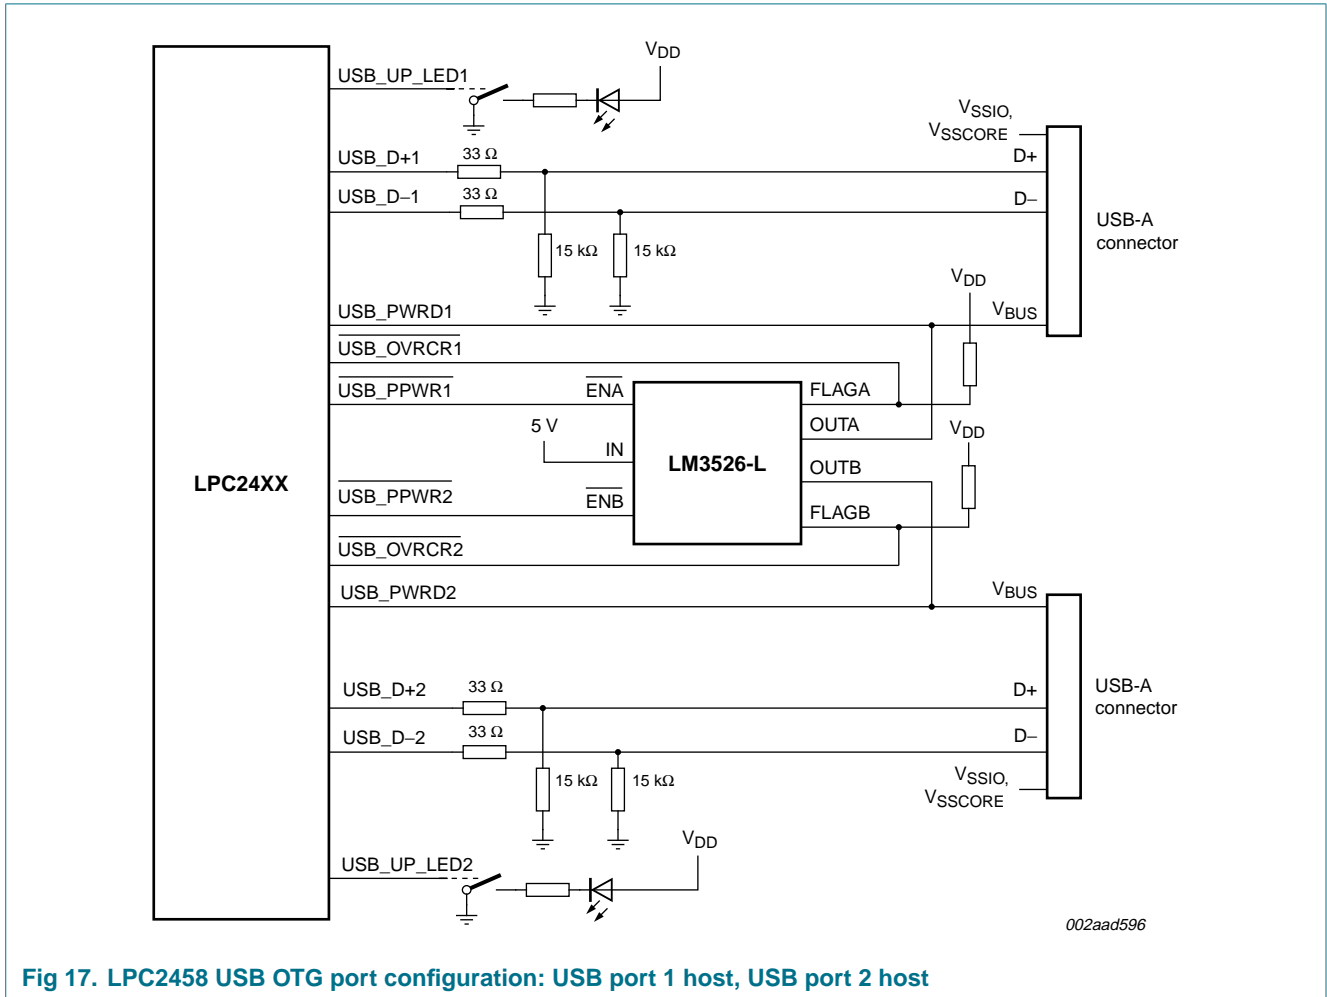 VDD
USB_UP_LED1
VSSIO,
VSSCORE
USB_D+1
33 Ω
D+
USB_D−1
33 Ω
D−
USB-A
connector
15 kΩ
15 kΩ
VDD
USB_PWRD1
VBUS
USB_OVRCR1
USB_PPWR1
ENA
FLAGA
5 V
OUTA
VDD
IN
LM3526-L
LPC24XX
OUTB
USB_PPWR2
ENB
FLAGB
USB_OVRCR2
USB_PWRD2
VBUS
USB_D+2
33 Ω
D+
USB-A
connector
USB_D−2
33 Ω
D−
15 kΩ
15 kΩ
VSSIO,
VSSCORE
VDD
USB_UP_LED2
002aad596
Fig 17. LPC2458 USB OTG port configuration: USB port 1 host, USB port 2 host